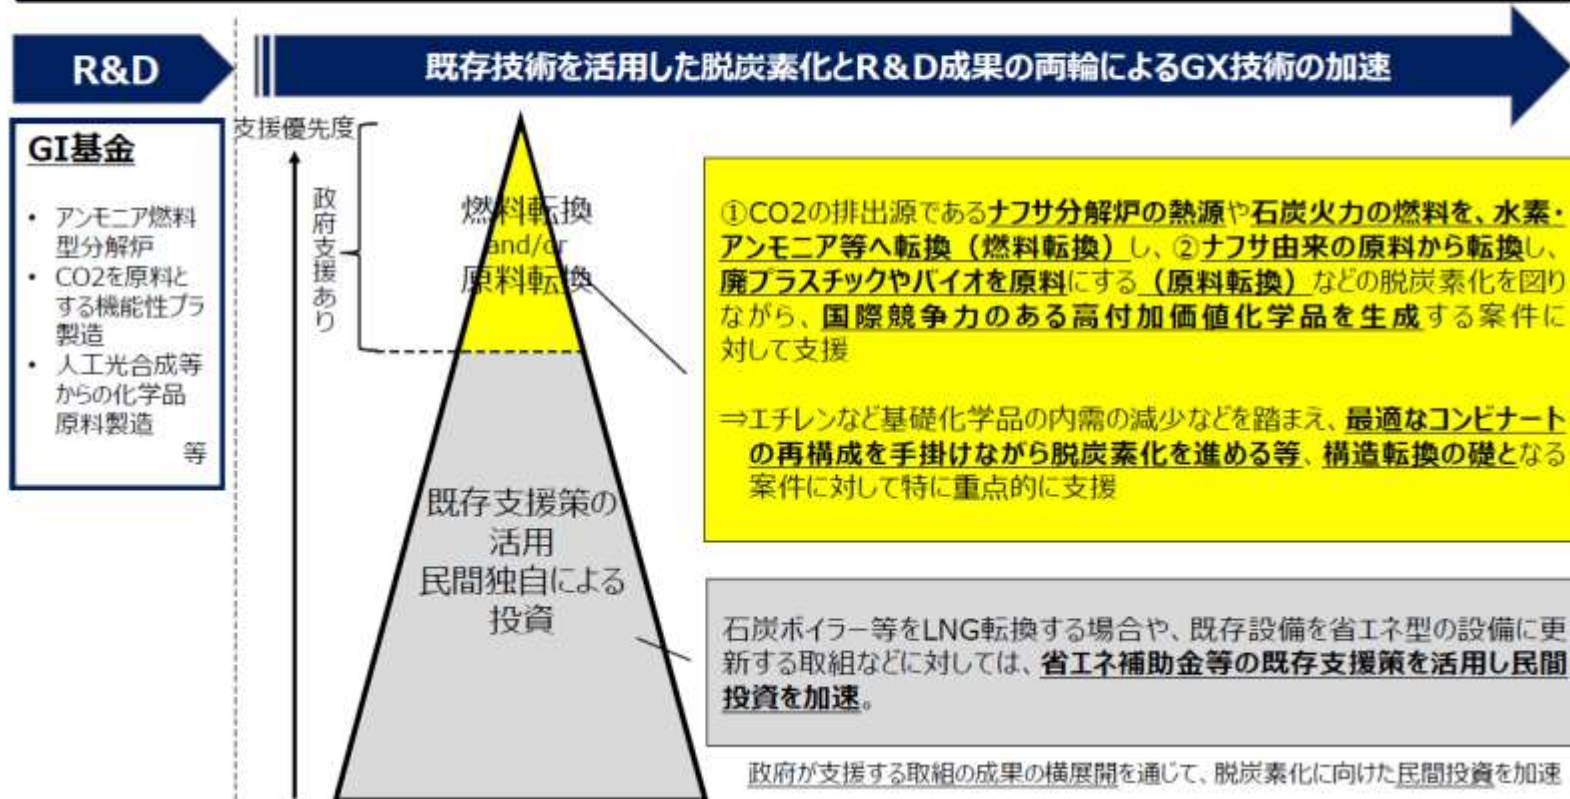 R&D
既存技術を活用した脱炭素化とR&D成果の両輪によるGX技術の加速
GI基金
• アンモニア燃料
型分解炉
• CO2を原料と
する機能性プラ
製造
• 人工光合成等
からの化学品
原料製造
等
支援優先度
政府支援あり
燃料転換
and/or
原料転換
既存支援策の
活用
民間独自による
投資
①CO2の排出源であるナフサ分解炉の熱源や石炭火力の燃料を、水素・
アンモニア等へ転換（燃料転換）し、②ナフサ由来の原料から転換し、
廃プラスチックやバイオを原料にする（原料転換）などの脱炭素化を図り
ながら、国際競争力のある高付加価値化学品を生成する案件に
対して支援
⇒エチレンなど基礎化学品の内需の減少などを踏まえ、最適なコンビナート
の再構成を手掛けながら脱炭素化を進める等、構造転換の礎となる
案件に対して特に重点的に支援
石炭ボイラー等をLNG転換する場合や、既存設備を省エネ型の設備に更
新する取組などに対しては、省エネ補助金等の既存支援策を活用し民間
投資を加速。
政府が支援する取組の成果の横展開を通じて、脱炭素化に向けた民間投資を加速